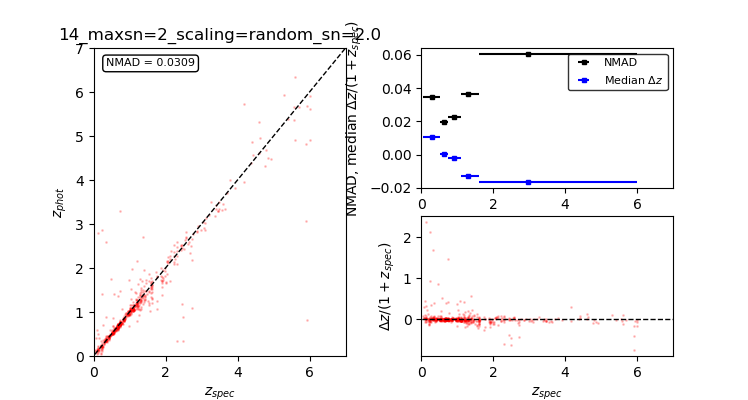 14_maxsn=2_scaling=random_sn=2.0
NMAD = 0.0309
z_phot
7
6
5
4
3
2
1
0
0 2 4 6
z_spec
NMAD, median Δz/(1 + z_spec)
0.06
0.04
0.02
0.00
−0.02
NMAD
Median Δz
0 2 4 6
Δz/(1 + z_spec)
2
1
0
0 2 4 6
z_spec